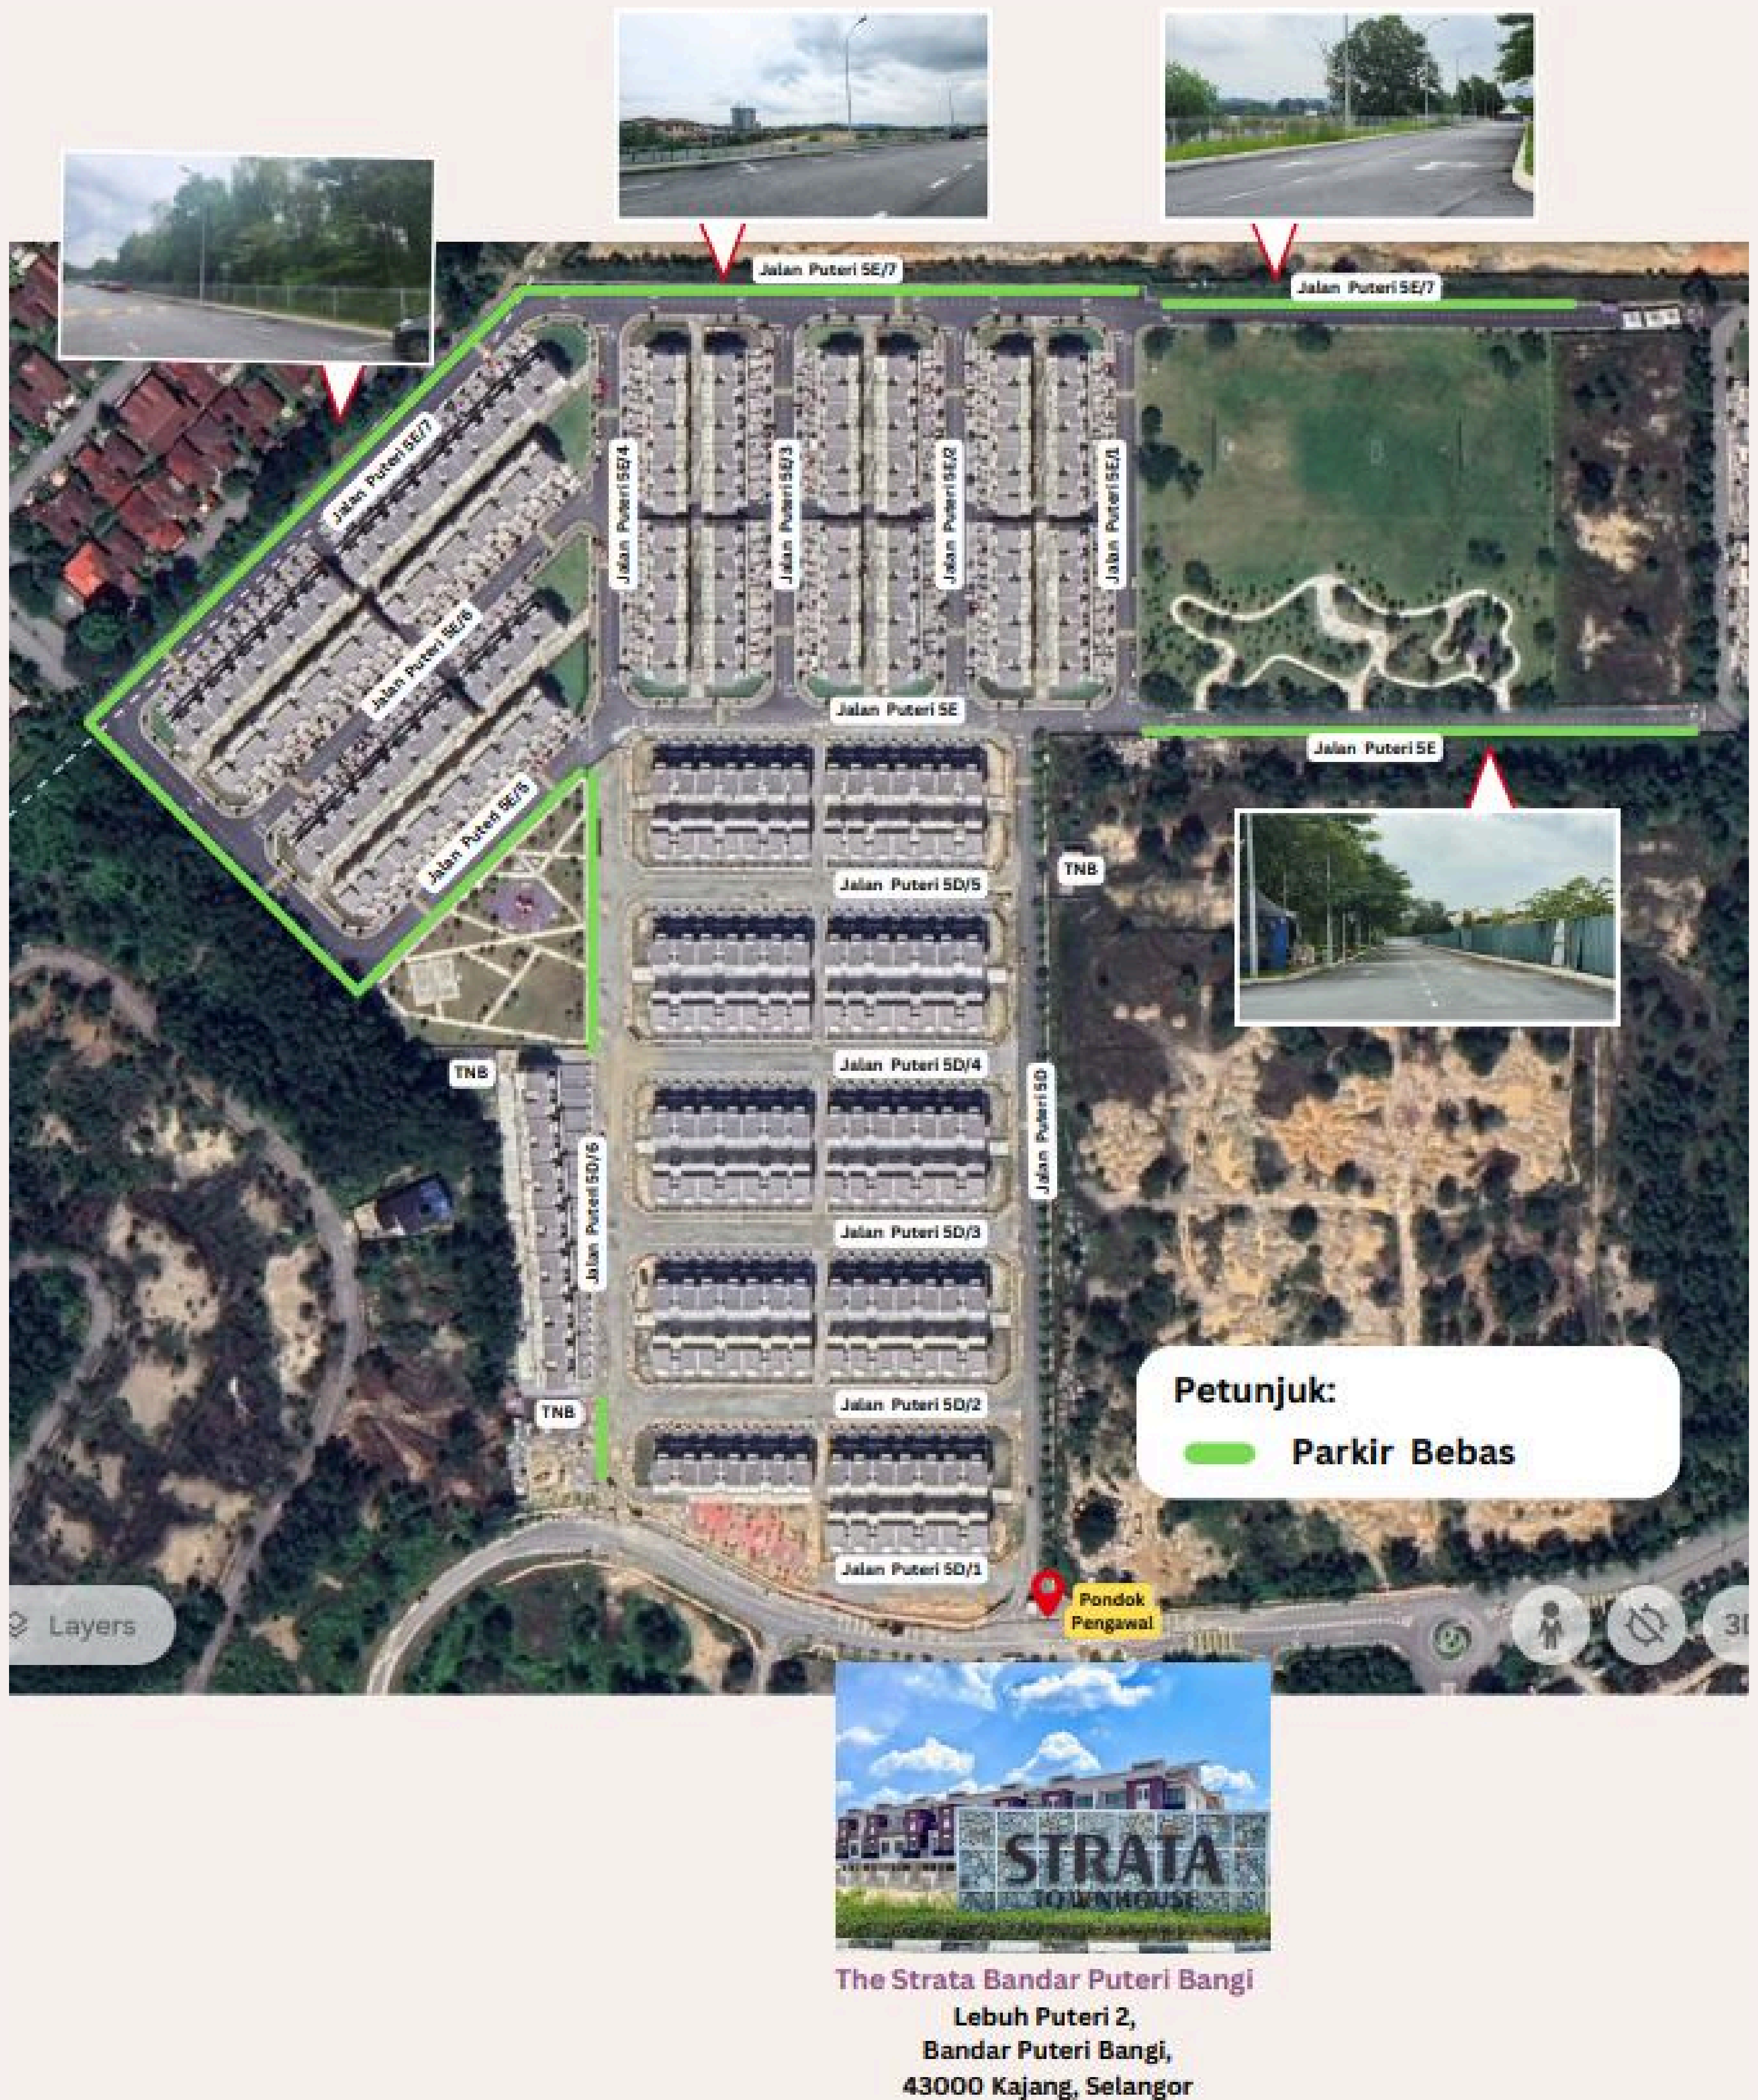 Jalan Puteri 5E/7
Jalan Puteri 5E/7
Jalan Puteri 5E/7
Jalan Puteri 5E/4
Jalan Puteri 5E/3
Jalan Puteri 5E/2
Jalan Puteri 5E/1
Jalan Puteri 5E/6
Jalan Puteri 5E
Jalan Puteri 5E
Jalan Puteri 5E/5
TNB
Jalan Puteri 5D/5
Jalan Puteri 5D/4
TNB
Jalan Puteri 5D
Jalan Puteri 5D/6
Jalan Puteri 5D/3
Petunjuk:
Parkir Bebas
Jalan Puteri 5D/2
TNB
Jalan Puteri 5D/1
Pondok
Pengawal
Layers
3D
STRATA
TOWNHOUSE
The Strata Bandar Puteri Bangi
Lebuh Puteri 2,
Bandar Puteri Bangi,
43000 Kajang, Selangor